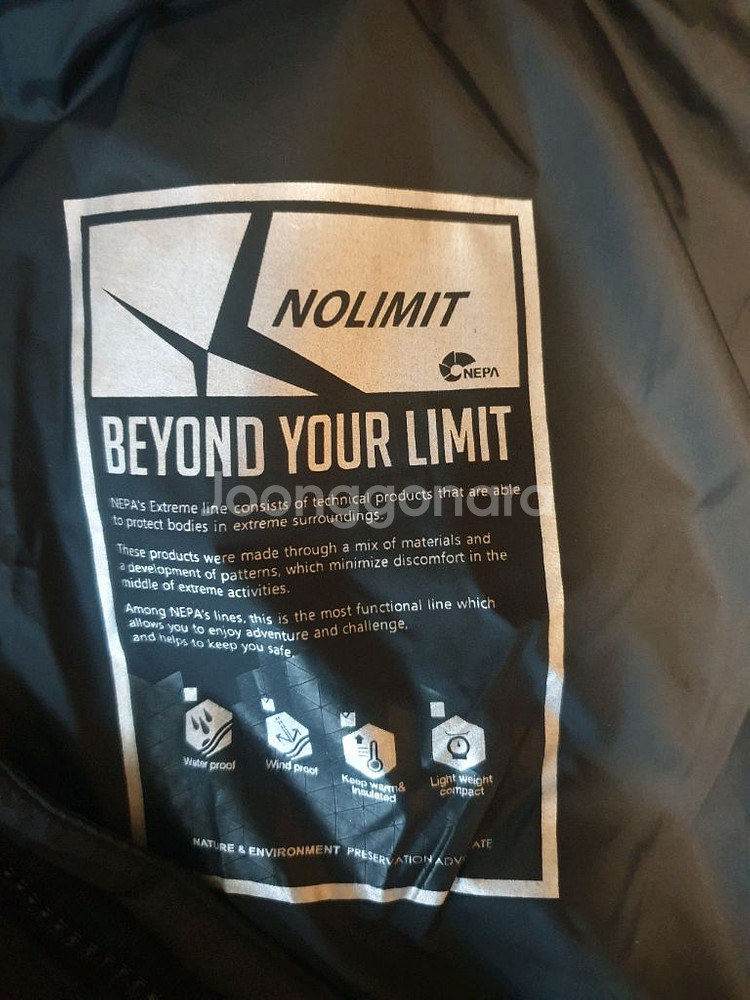 NOLIMIT
NEPA
BEYOND YOUR LIMIT
NEPA's Extreme line consists of technical products that are able
to protect bodies in extreme surroundings.
Joonggonara
These products were made through a mix of materials and
a development of patterns, which minimize discomfort in the
middle of extreme activities.
Among NEPA's lines, this is the most functional line which
allows you to enjoy adventure and challenge,
and helps to keep you safe.
Water proof
Wind proof
Keep warm&
Insulated
Light weight
compact
NATURE & ENVIRONMENT PRESERVATION